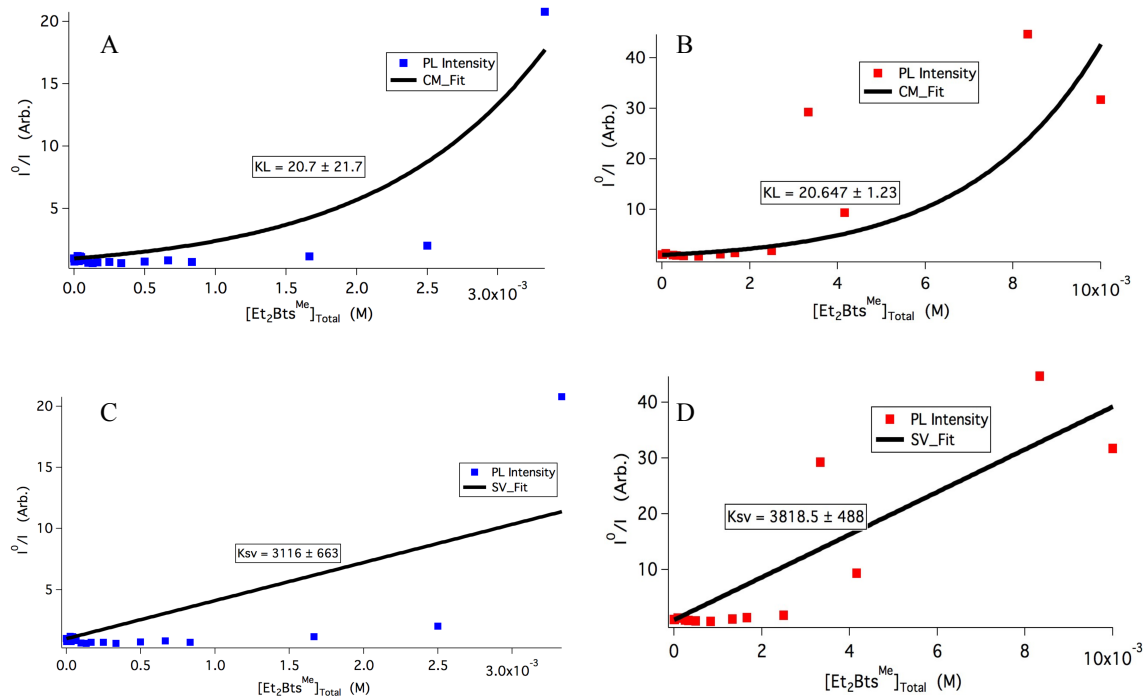 A
20
15
10
5
I⁰/I (Arb.)
PL Intensity
CM_Fit
KL = 20.7 ± 21.7
0.0
0.5
1.0
1.5
2.0
2.5
3.0x10⁻³
[Et₂Btsᴹᵉ]Total (M)
B
40
30
20
10
I⁰/I (Arb.)
PL Intensity
CM_Fit
KL = 20.647 ± 1.23
0
2
4
6
8
10x10⁻³
[Et₂Btsᴹᵉ]Total (M)
C
20
15
10
5
I⁰/I (Arb.)
PL Intensity
SV_Fit
Ksv = 3116 ± 663
0.0
0.5
1.0
1.5
2.0
2.5
3.0x10⁻³
[Et₂Btsᴹᵉ]Total (M)
D
40
30
20
10
I⁰/I (Arb.)
PL Intensity
SV_Fit
Ksv = 3818.5 ± 488
0
2
4
6
8
10x10⁻³
[Et₂Btsᴹᵉ]Total (M)